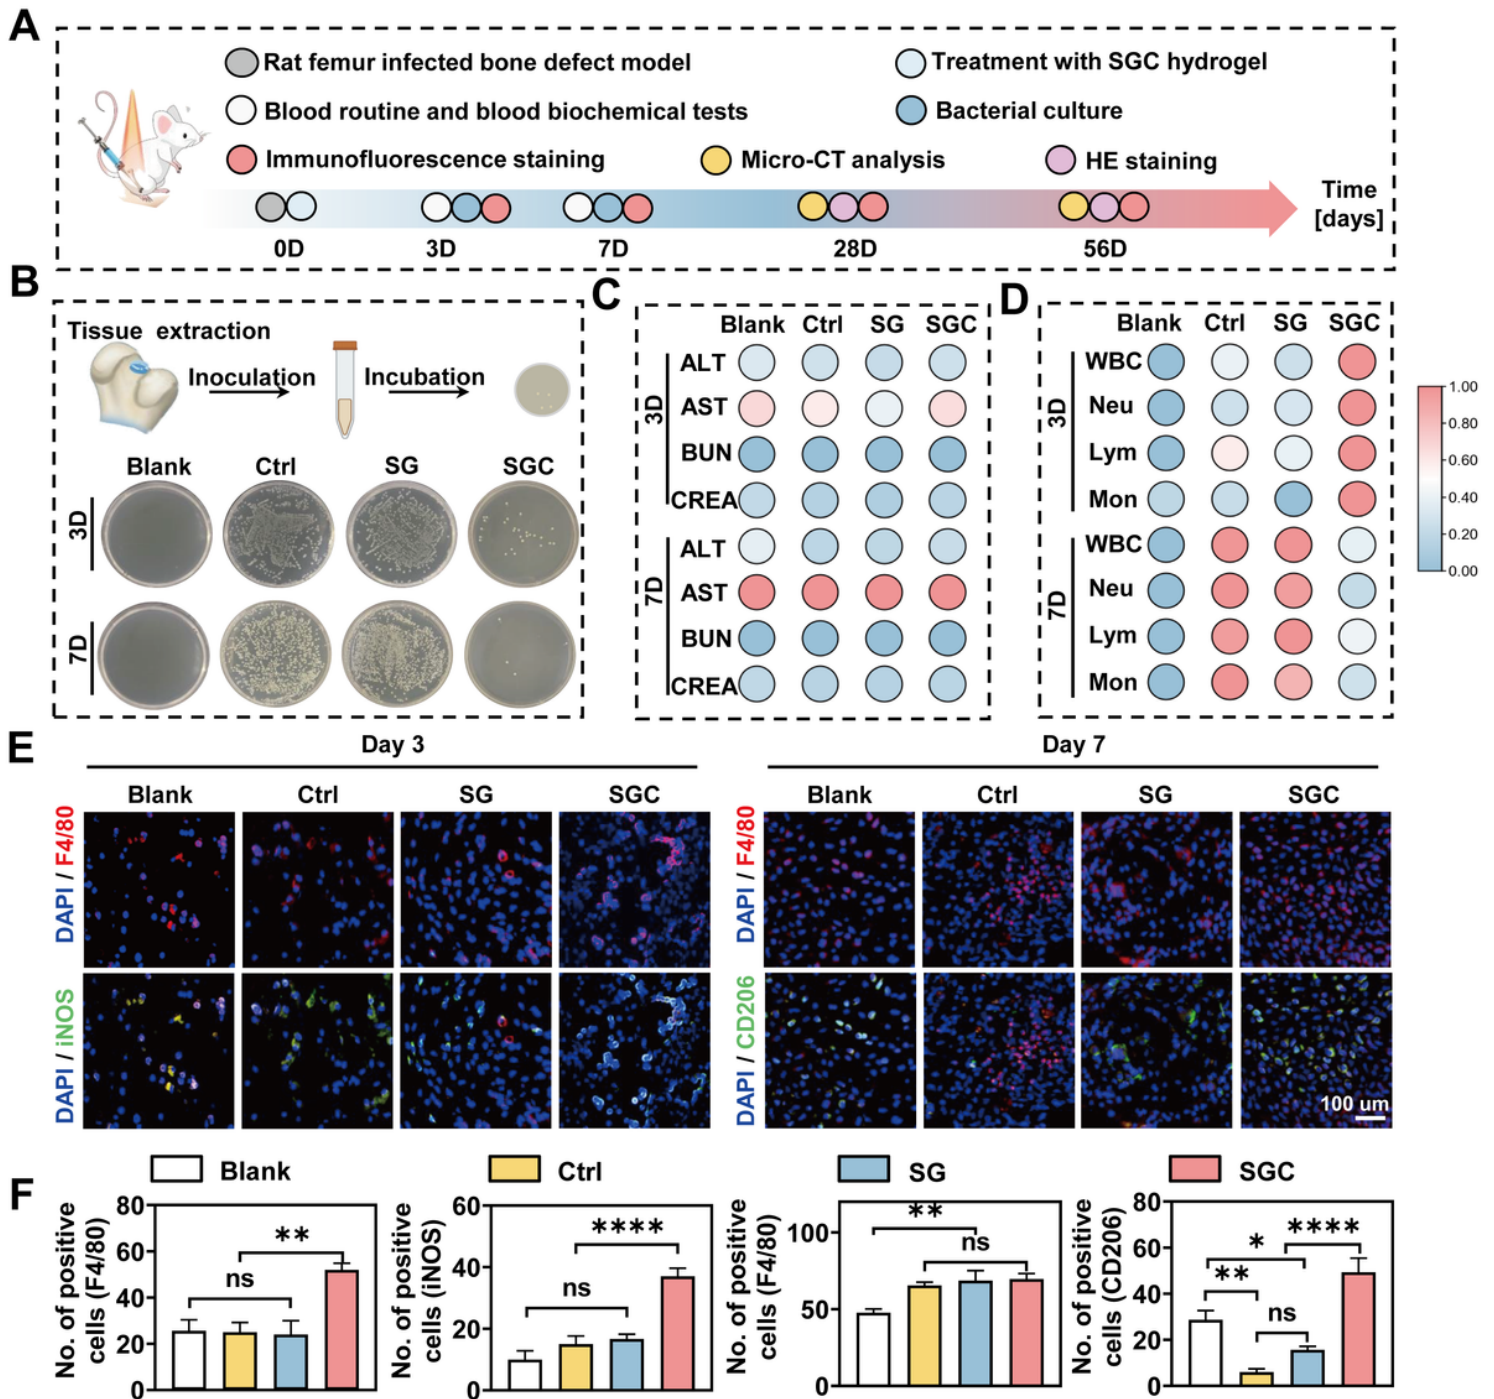 A
Rat femur infected bone defect model
Treatment with SGC hydrogel
Blood routine and blood biochemical tests
Bacterial culture
Immunofluorescence staining
Micro-CT analysis
HE staining
Time
[days]
0D 3D 7D 28D 56D
B
Tissue extraction
Inoculation
Incubation
Blank Ctrl SG SGC
3D
7D
C
Blank Ctrl SG SGC
3D
ALT
AST
BUN
CREA
7D
ALT
AST
BUN
CREA
D
Blank Ctrl SG SGC
3D
WBC
Neu
Lym
Mon
7D
WBC
Neu
Lym
Mon
1.00
0.80
0.60
0.40
0.20
0.00
E
Day 3
Day 7
Blank Ctrl SG SGC
Blank Ctrl SG SGC
DAPI / F4/80
DAPI / iNOS
DAPI / F4/80
DAPI / CD206
100 um
F
Blank
Ctrl
SG
SGC
No. of positive
cells (F4/80)
80
60
40
20
0
ns
**
No. of positive
cells (iNOS)
60
40
20
0
ns
****
No. of positive
cells (F4/80)
100
50
0
**
ns
No. of positive
cells (CD206)
80
60
40
20
0
**
*
ns
****